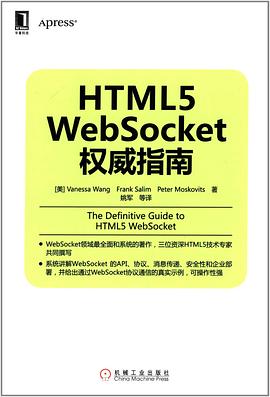 华章科技
Apress®
HTML5
WebSocket
权威指南
[美] Vanessa Wang Frank Salim Peter Moskovits 著
姚军 等译
The Definitive Guide to
HTML5 WebSocket
WebSocket领域最全面和系统的著作，三位资深HTML5技术专家
共同撰写
系统讲解WebSocket 的API、协议、消息传递、安全性和企业部
署，并给出通过WebSocket协议通信的真实示例，可操作性强
机械工业出版社
China Machine Press